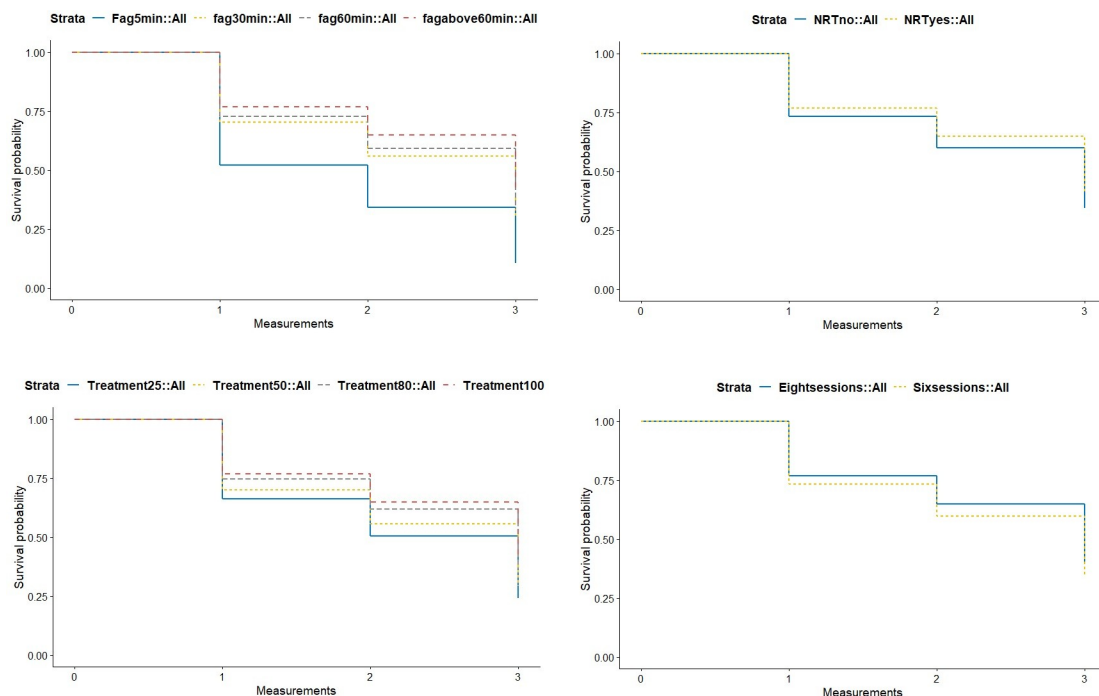 Strata Fag5min::All fag30min::All fag60min::All fagabove60min::All
1.00
0.75
0.50
0.25
0.00
Survival probability
0 1 2 3
Measurements
Strata NRTno::All NRTyes::All
1.00
0.75
0.50
0.25
0.00
Survival probability
0 1 2 3
Measurements
Strata Treatment25::All Treatment50::All Treatment80::All Treatment100
1.00
0.75
0.50
0.25
0.00
Survival probability
0 1 2 3
Measurements
Strata Eightsessions::All Sixsessions::All
1.00
0.75
0.50
0.25
0.00
Survival probability
0 1 2 3
Measurements